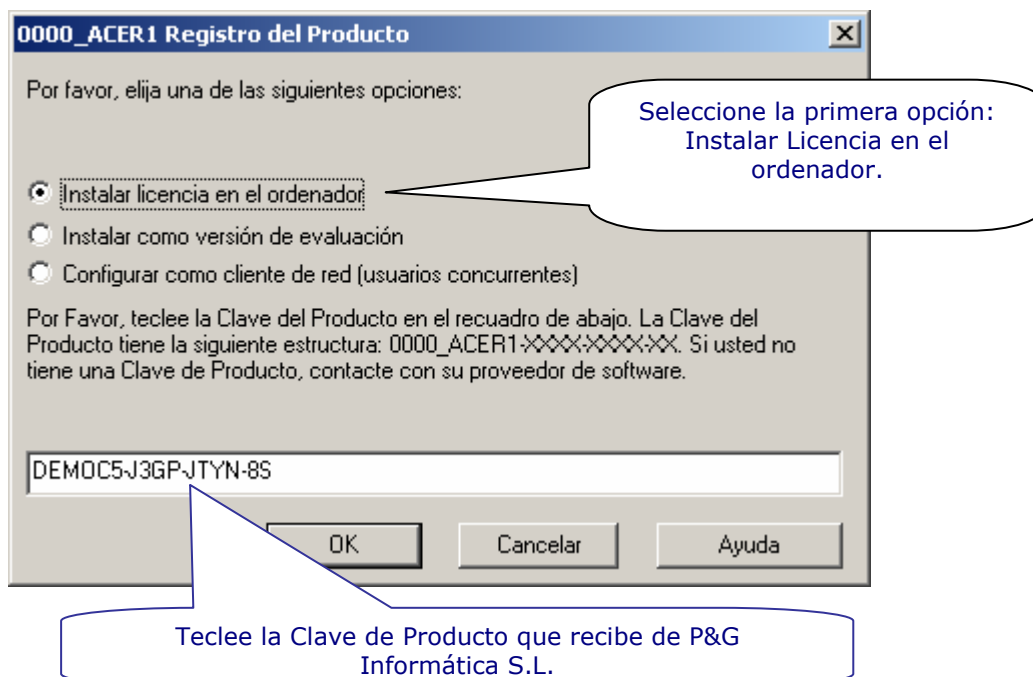 0000_ACER1 Registro del Producto
Por favor, elija una de las siguientes opciones:
Seleccione la primera opción:
Instalar Licencia en el
ordenador.
Instalar licencia en el ordenador
Instalar como versión de evaluación
Configurar como cliente de red (usuarios concurrentes)
Por Favor, teclee la Clave del Producto en el recuadro de abajo. La Clave del
Producto tiene la siguiente estructura: 0000_ACER1-XXXX-XXXX-XX. Si usted no
tiene una Clave de Producto, contacte con su proveedor de software.
DEMOC5-J3GP-JTYN-8S
OK
Cancelar
Ayuda
Teclee la Clave de Producto que recibe de P&G
Informática S.L.